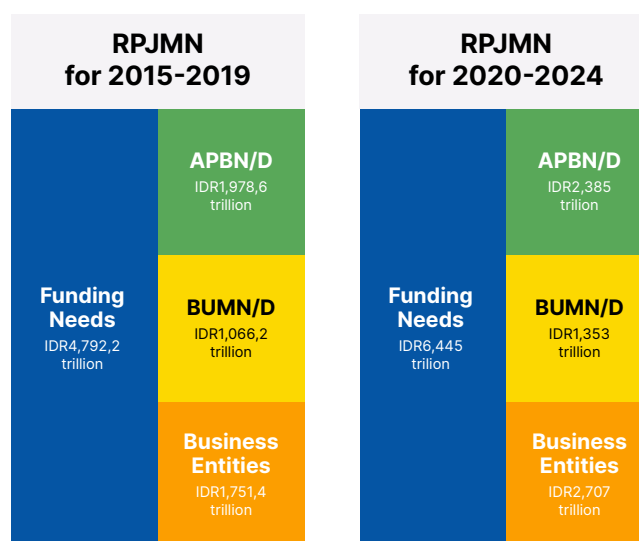 RPJMN
for 2015-2019
Funding
Needs
IDR4,792,2
trillion
APBN/D
IDR1,978,6
trillion
BUMN/D
IDR1,066,2
trillion
Business
Entities
IDR1,751,4
trillion
RPJMN
for 2020-2024
Funding
Needs
IDR6,445
trilion
APBN/D
IDR2,385
trilion
BUMN/D
IDR1,353
trillion
Business
Entities
IDR2,707
trillion